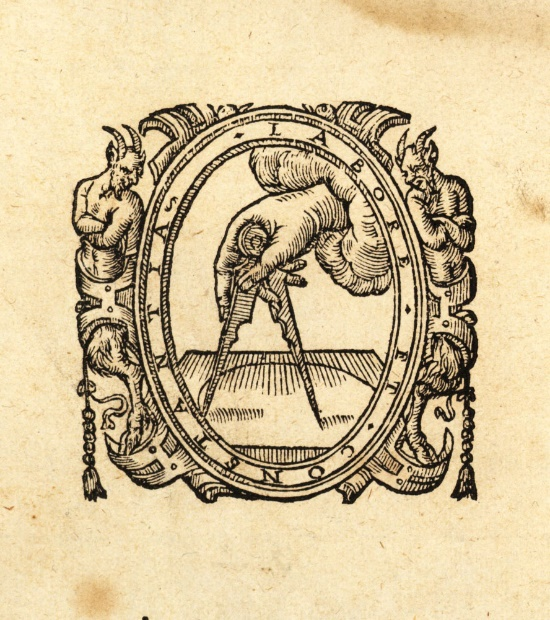 · LABORE · ET · CONSTANTIA